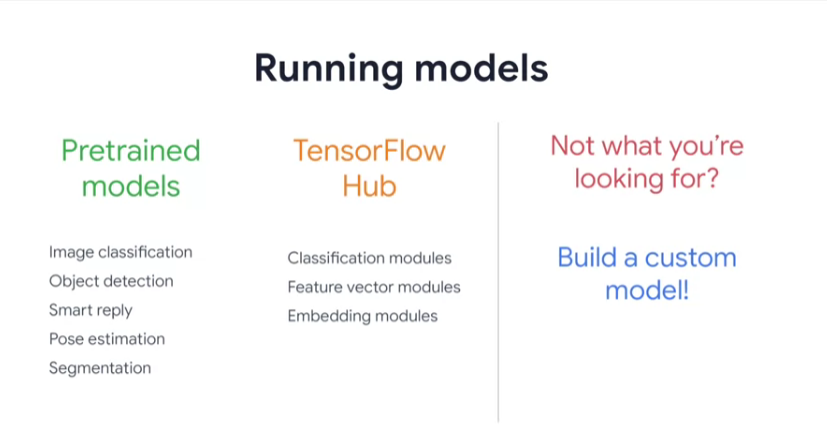 Running models
Pretrained
models
Image classification
Object detection
Smart reply
Pose estimation
Segmentation
TensorFlow
Hub
Classification modules
Feature vector modules
Embedding modules
Not what you’re
looking for?
Build a custom
model!